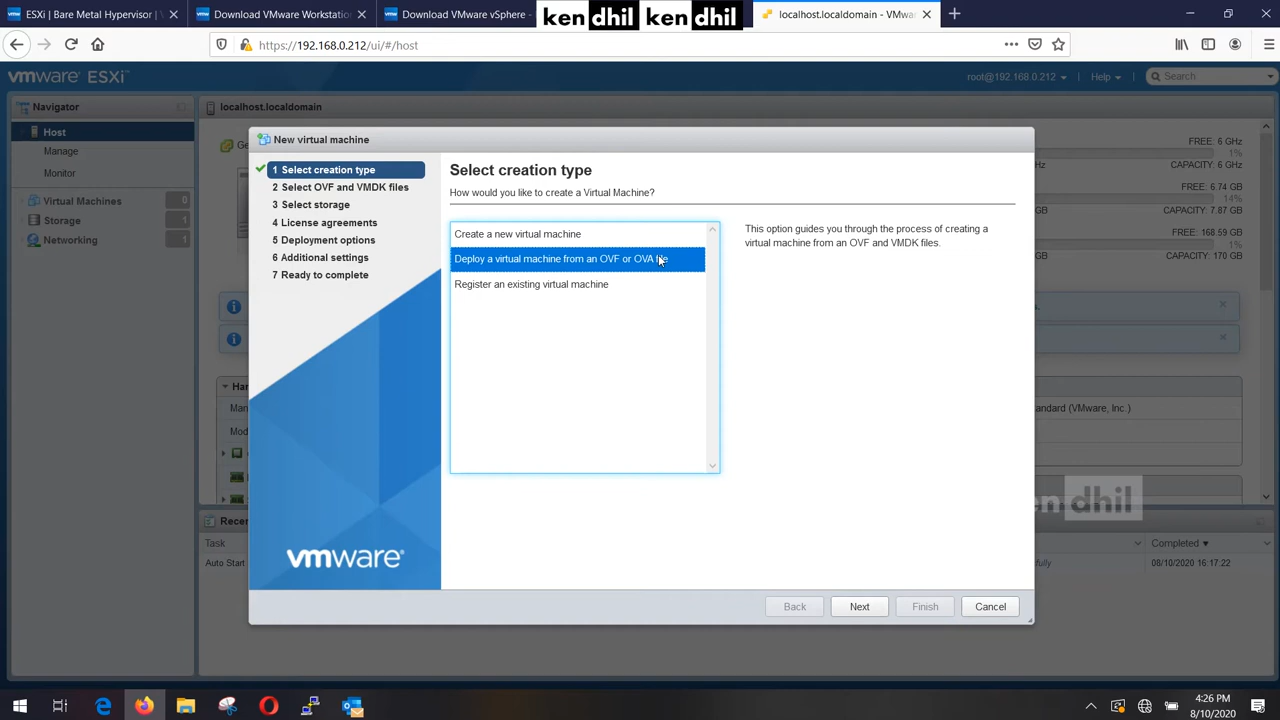 ESXi | Bare Metal Hypervisor |
Download VMware Workstation
Download VMware vSphere -
ken dhil ken dhil
localhost.localdomain - VMwa
https://192.168.0.212/ui/#/host
vmware ESXi
root@192.168.0.212
Help
Search
Navigator
localhost.localdomain
Host
Manage
Monitor
Virtual Machines 0
Storage 1
Networking 1
New virtual machine
1 Select creation type
2 Select OVF and VMDK files
3 Select storage
4 License agreements
5 Deployment options
6 Additional settings
7 Ready to complete
vmware
Select creation type
How would you like to create a Virtual Machine?
Create a new virtual machine
Deploy a virtual machine from an OVF or OVA file
Register an existing virtual machine
This option guides you through the process of creating a
virtual machine from an OVF and VMDK files.
Back
Next
Finish
Cancel
FREE: 6 GHz
1%
CAPACITY: 6 GHz
FREE: 6.74 GB
14%
CAPACITY: 7.87 GB
FREE: 168.59 GB
1%
CAPACITY: 170 GB
Mod
andard (VMware, Inc.)
ken dhil
Task
Completed
Auto Start
08/10/2020 16:17:22
4:26 PM
8/10/2020